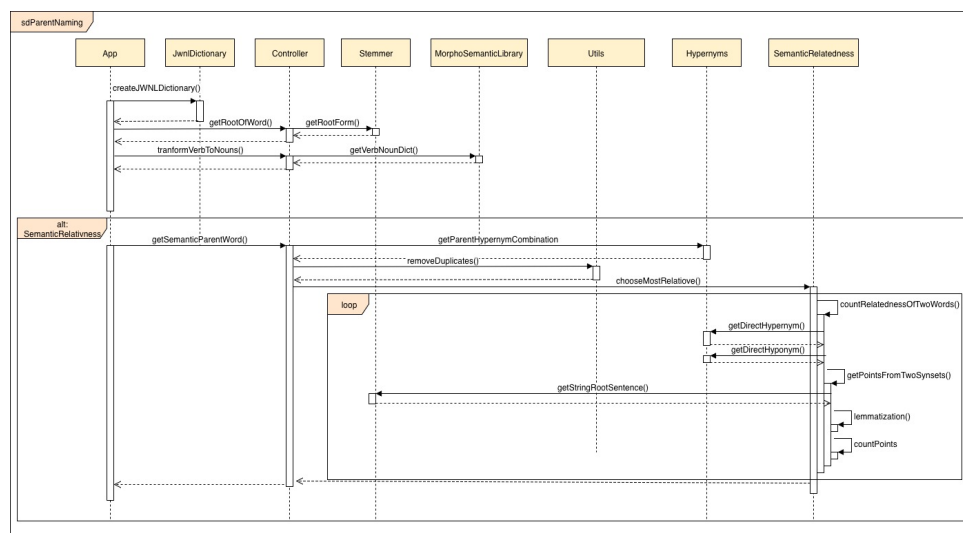 sdParentNaming
App
JwnlDictionary
Controller
Stemmer
MorphoSemanticLibrary
Utils
Hypernyms
SemanticRelatedness
createJWNLDictionary()
getRootOfWord()
getRootForm()
tranformVerbToNouns()
getVerbNounDict()
alt:
SemanticRelativness
getSemanticParentWord()
getParentHypernymCombination
removeDuplicates()
chooseMostRelatiove()
loop
countRelatednessOfTwoWords()
getDirectHypernym()
getDirectHyponym()
getPointsFromTwoSynsets()
getStringRootSentence()
lemmatization()
countPoints